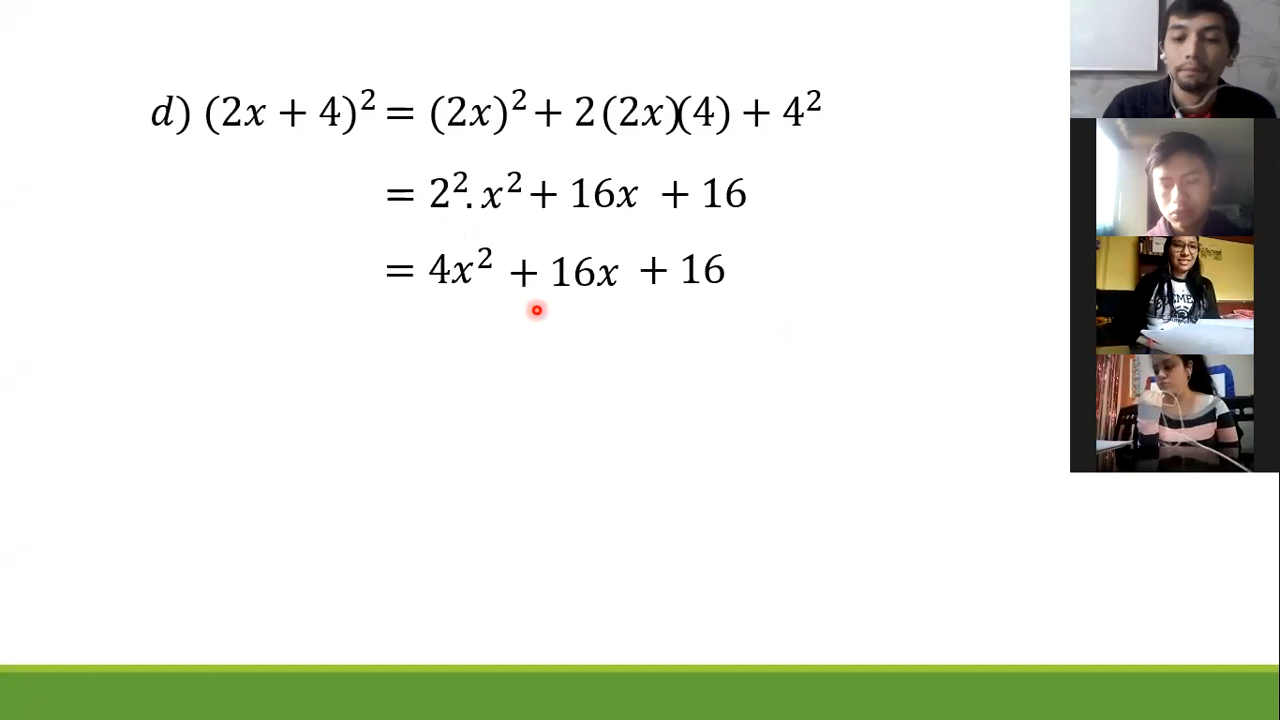 d) (2x + 4)² = (2x)² + 2(2x)(4) + 4²
= 2². x² + 16x + 16
= 4x² + 16x + 16